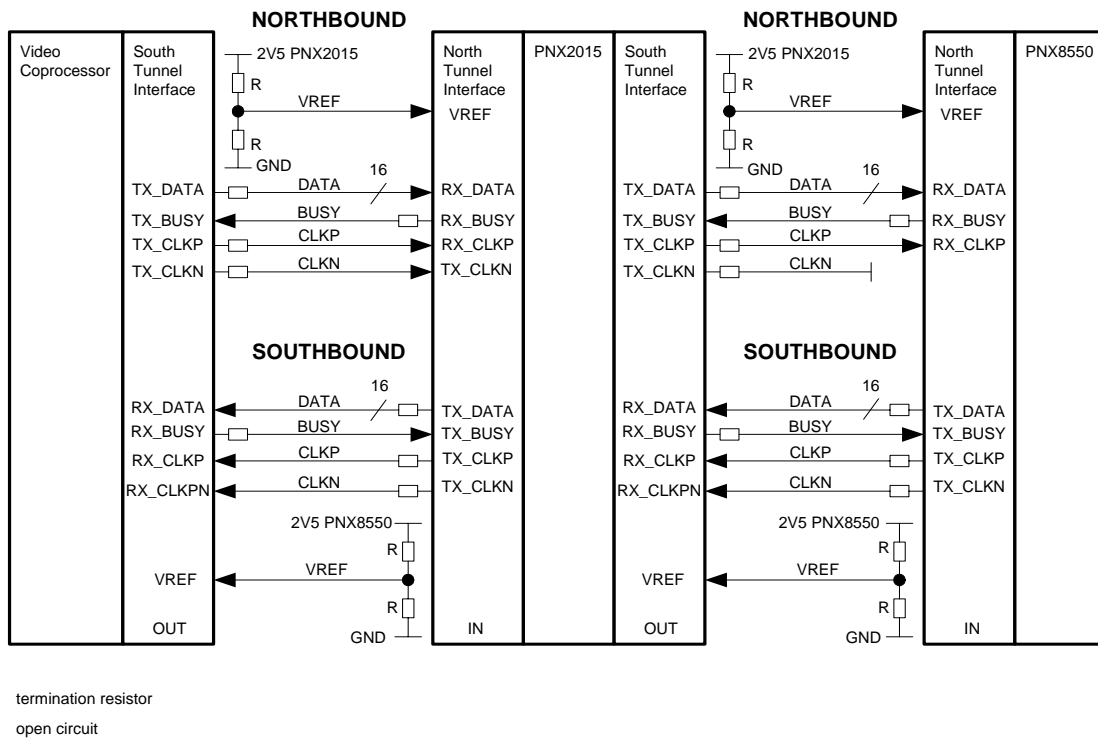 NORTHBOUND NORTHBOUND
Video Coprocessor
South Tunnel Interface
2V5 PNX2015
R
VREF
R
GND
North Tunnel Interface
VREF
PNX2015
South Tunnel Interface
2V5 PNX2015
R
VREF
R
GND
North Tunnel Interface
VREF
PNX8550
TX_DATA DATA 16 RX_DATA TX_DATA DATA 16 RX_DATA
TX_BUSY BUSY RX_BUSY TX_BUSY BUSY RX_BUSY
TX_CLKP CLKP RX_CLKP TX_CLKP CLKP RX_CLKP
TX_CLKN CLKN TX_CLKN TX_CLKN CLKN
SOUTHBOUND SOUTHBOUND
RX_DATA DATA 16 TX_DATA RX_DATA DATA 16 TX_DATA
RX_BUSY BUSY TX_BUSY RX_BUSY BUSY TX_BUSY
RX_CLKP CLKP TX_CLKP RX_CLKP CLKP TX_CLKP
RX_CLKPN CLKN TX_CLKN RX_CLKPN CLKN TX_CLKN
2V5 PNX8550 2V5 PNX8550
R R
VREF VREF VREF VREF
R R
OUT GND IN OUT GND IN
termination resistor
open circuit